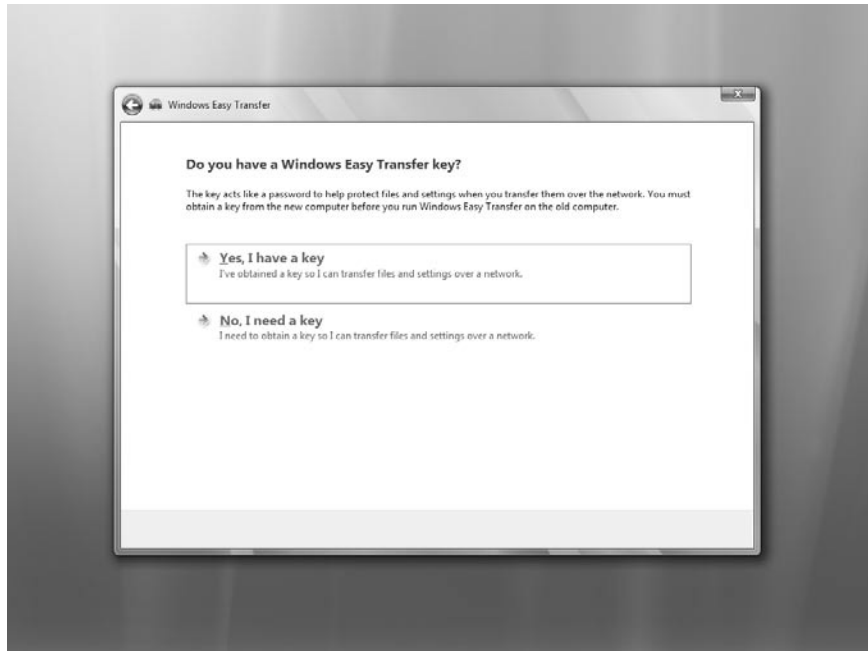 Windows Easy Transfer
Do you have a Windows Easy Transfer key?
The key acts like a password to help protect files and settings when you transfer them over the network. You must
obtain a key from the new computer before you run Windows Easy Transfer on the old computer.
Yes, I have a key
I've obtained a key so I can transfer files and settings over a network.
No, I need a key
I need to obtain a key so I can transfer files and settings over a network.